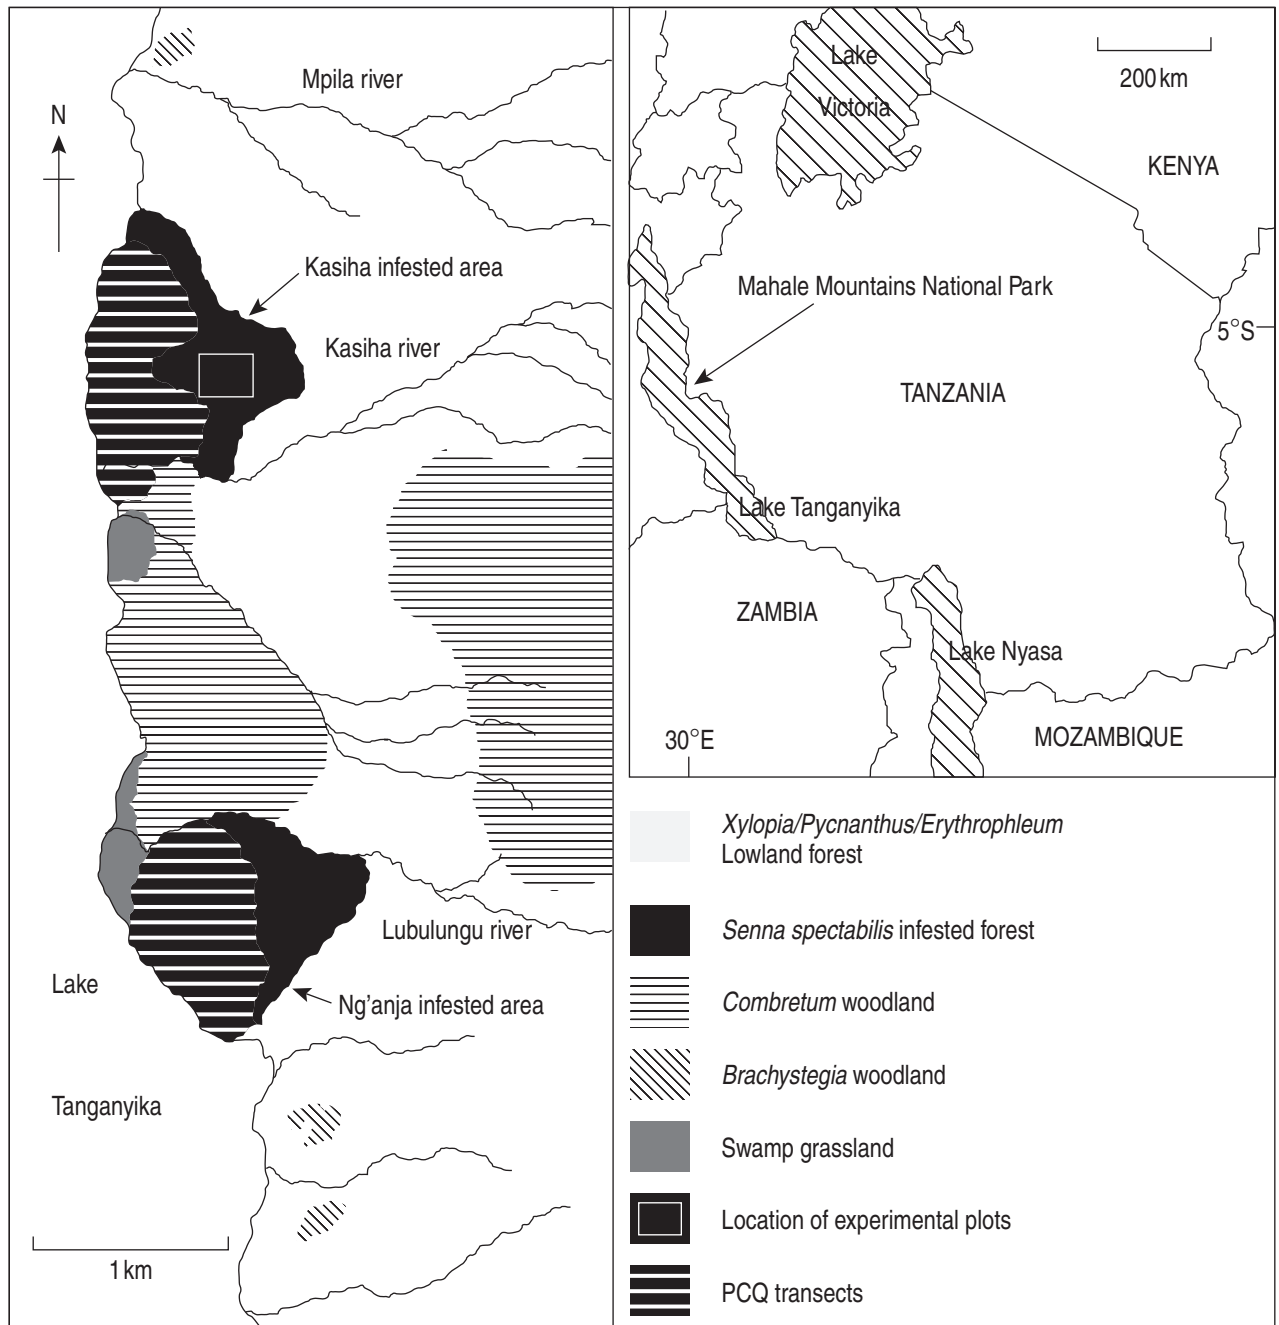 Mpila river
N
Kasiha infested area
Kasiha river
Lubulungu river
Lake
Ng'anja infested area
Tanganyika
1 km
Lake
Victoria
200 km
KENYA
Mahale Mountains National Park
5°S
TANZANIA
Lake Tanganyika
ZAMBIA
Lake Nyasa
30°E
MOZAMBIQUE
Xylopia/Pycnanthus/Erythrophleum
Lowland forest
Senna spectabilis infested forest
Combretum woodland
Brachystegia woodland
Swamp grassland
Location of experimental plots
PCQ transects